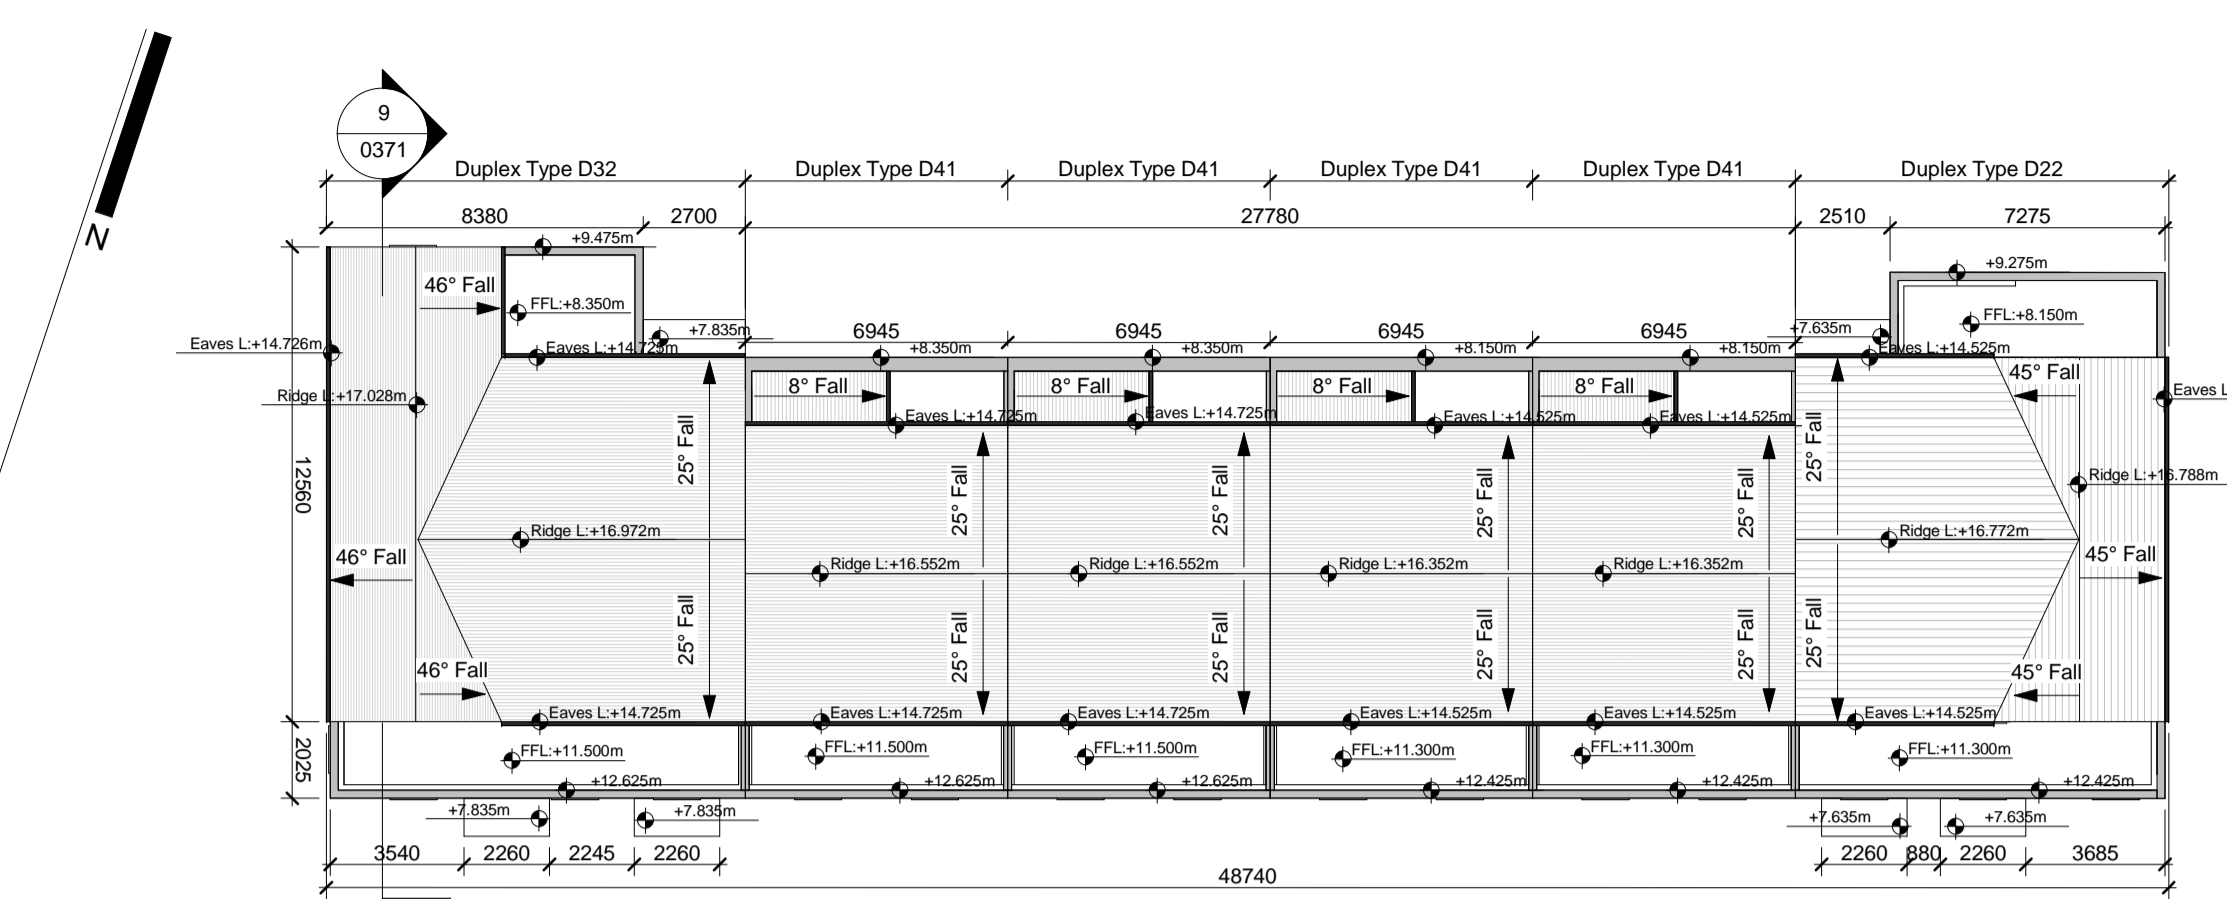 9
0371
N
Duplex Type D32
Duplex Type D41
Duplex Type D41
Duplex Type D41
Duplex Type D41
Duplex Type D22
8380
2700
27780
2510
7275
+9.475m
+9.275m
46° Fall
FFL:+8.350m
FFL:+8.150m
+7.835m
6945
6945
6945
6945
+7.635m
Eaves L:+14.726m
Eaves L:+14.725m
+8.350m
+8.350m
+8.150m
+8.150m
Eaves L:+14.525m
8° Fall
8° Fall
8° Fall
8° Fall
45° Fall
Eaves L
Ridge L:+17.028m
Eaves L:+14.725m
Eaves L:+14.725m
Eaves L:+14.525m
Eaves L:+14.525m
25° Fall
25° Fall
25° Fall
25° Fall
25° Fall
25° Fall
12560
Ridge L:+16.788m
Ridge L:+16.972m
Ridge L:+16.772m
46° Fall
Ridge L:+16.552m
Ridge L:+16.552m
Ridge L:+16.352m
Ridge L:+16.352m
45° Fall
25° Fall
25° Fall
25° Fall
25° Fall
25° Fall
25° Fall
46° Fall
45° Fall
Eaves L:+14.725m
Eaves L:+14.725m
Eaves L:+14.725m
Eaves L:+14.525m
Eaves L:+14.525m
Eaves L:+14.525m
2025
FFL:+11.500m
FFL:+11.500m
FFL:+11.500m
FFL:+11.300m
FFL:+11.300m
FFL:+11.300m
+12.625m
+12.625m
+12.625m
+12.425m
+12.425m
+12.425m
+7.835m
+7.835m
+7.635m
+7.635m
3540
2260
2245
2260
2260
880
2260
3685
48740